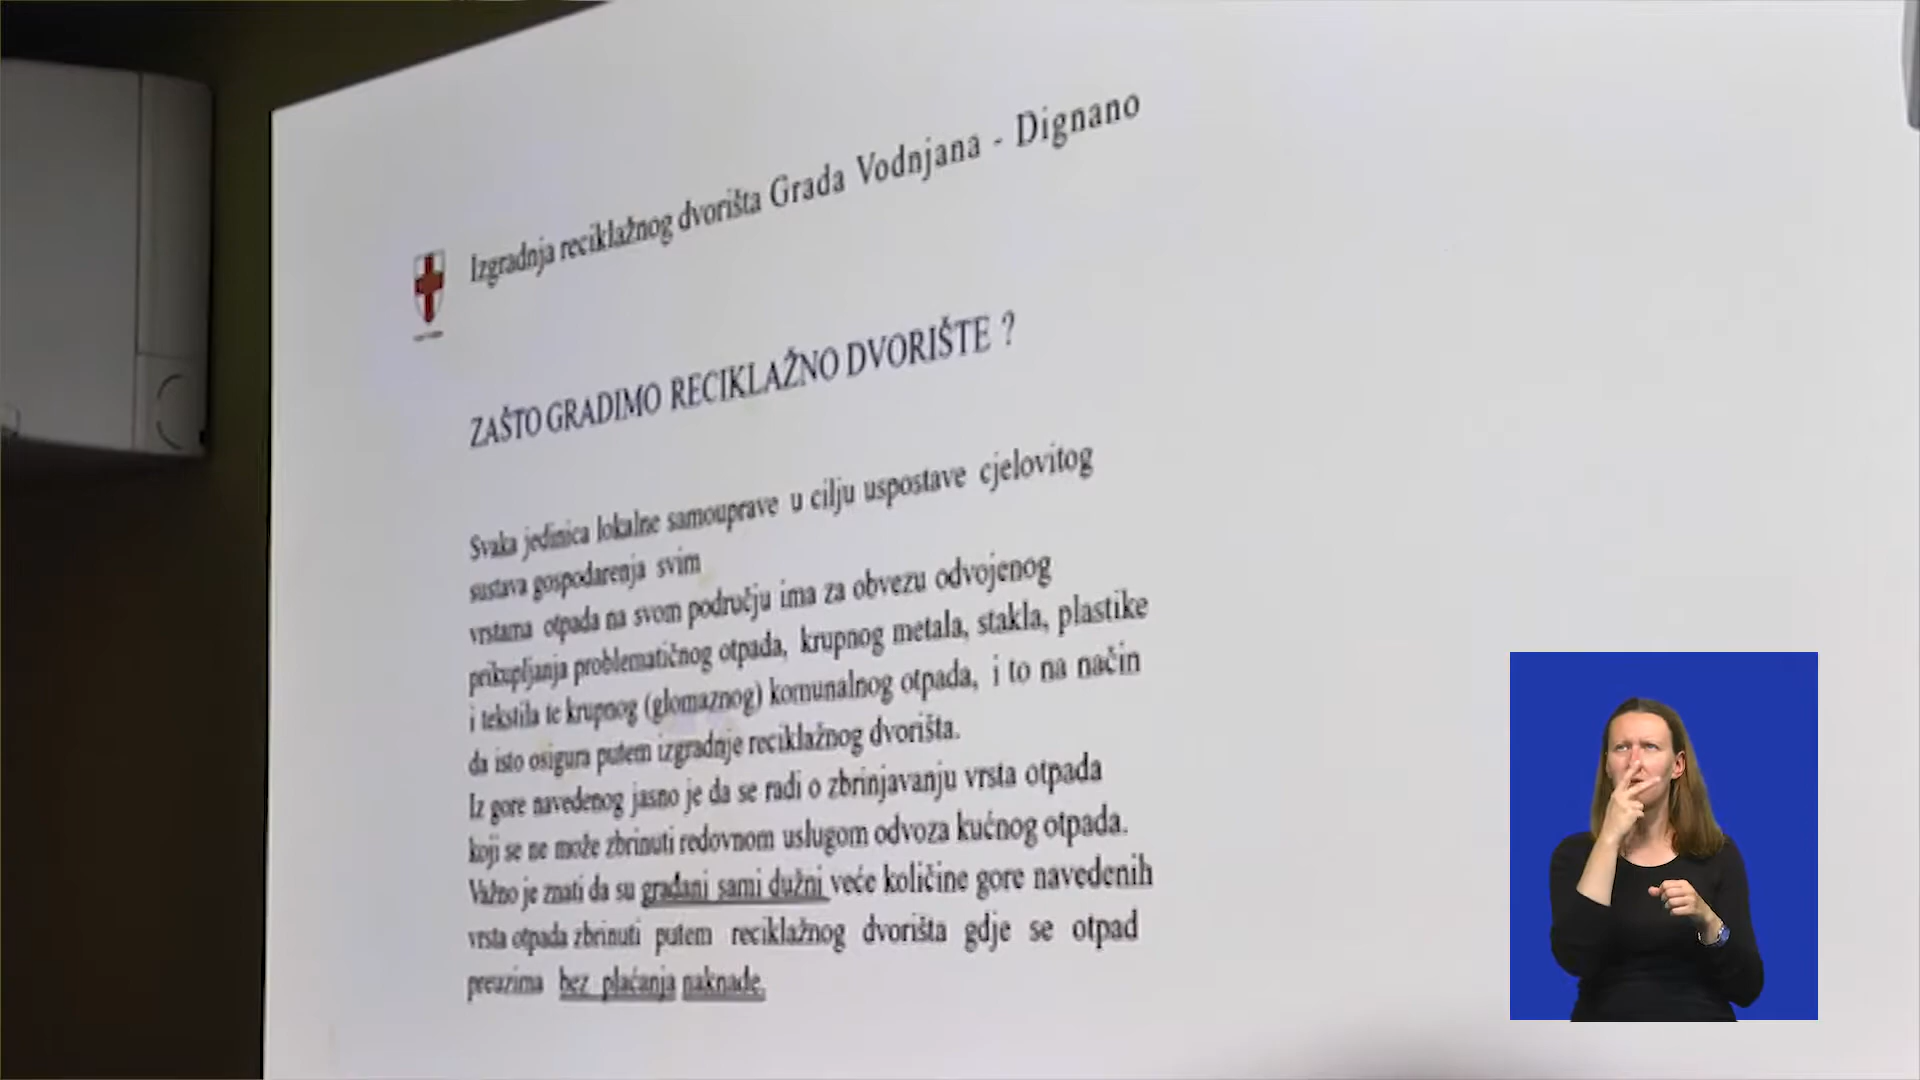 Izgradnja reciklažnog dvorišta Grada Vodnjana - Dignano
ZAŠTO GRADIMO RECIKLAŽNO DVORIŠTE ?
Svaka jedinica lokalne samouprave u cilju uspostave cjelovitog
sustava gospodarenja svim
vrstama otpada na svom području ima za obvezu odvojenog
prikupljanja problematičnog otpada, krupnog metala, stakla, plastike
i tekstila te krupnog (glomaznog) komunalnog otpada, i to na način
da isto osigura putem izgradnje reciklažnog dvorišta.
Iz gore navedenog jasno je da se radi o zbrinjavanju vrsta otpada
koji se ne može zbrinuti redovnom uslugom odvoza kućnog otpada.
Važno je znati da su građani sami dužni veće količine gore navedenih
vrsta otpada zbrinuti putem reciklažnog dvorišta gdje se otpad
preuzima bez plaćanja naknade.